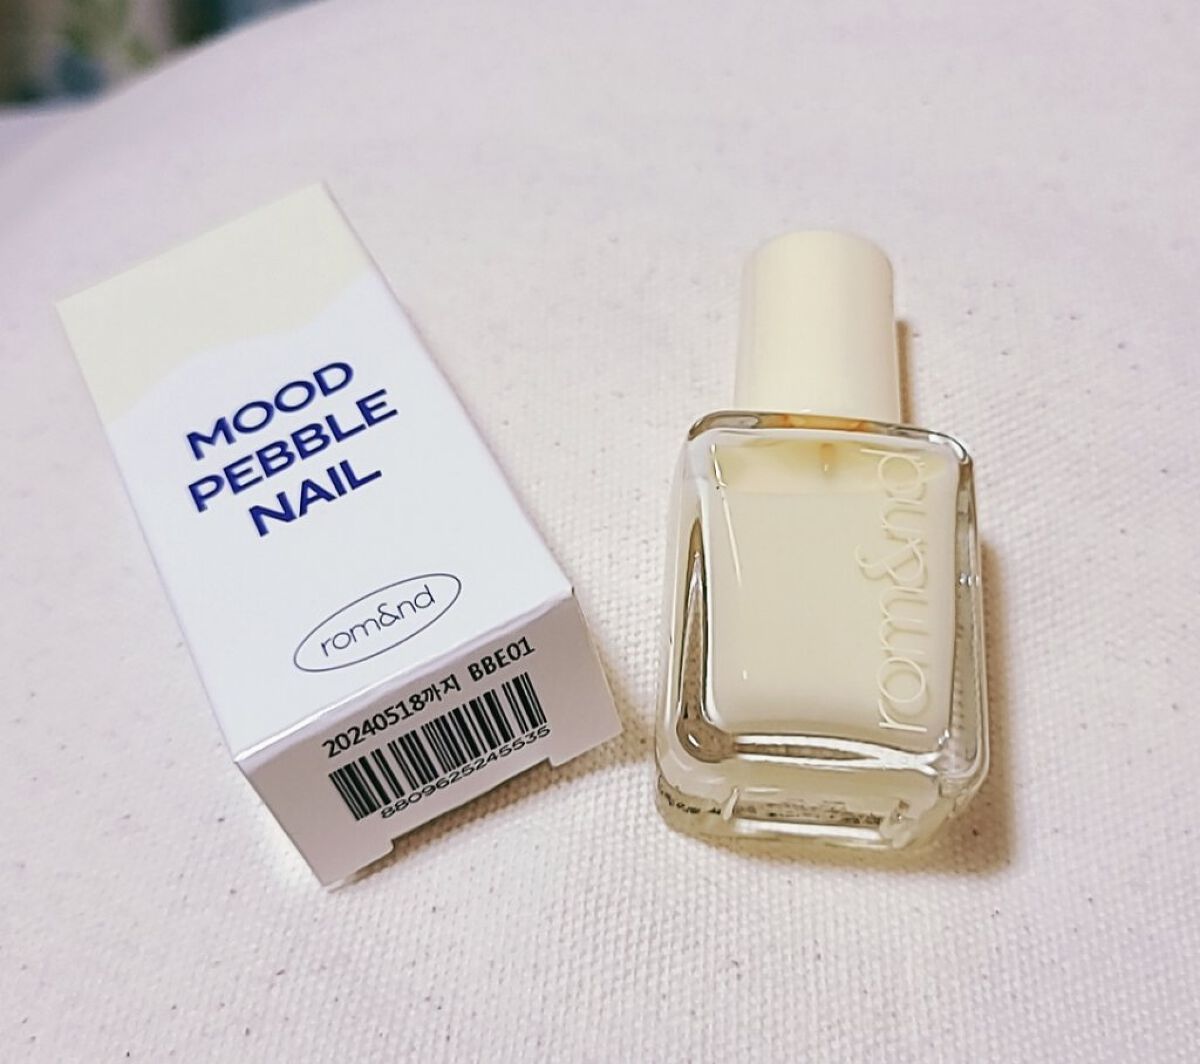 MOOD
PEBBLE
NAIL
rom&nd
20240518까지 BBE01
8809625245535
rom&nd